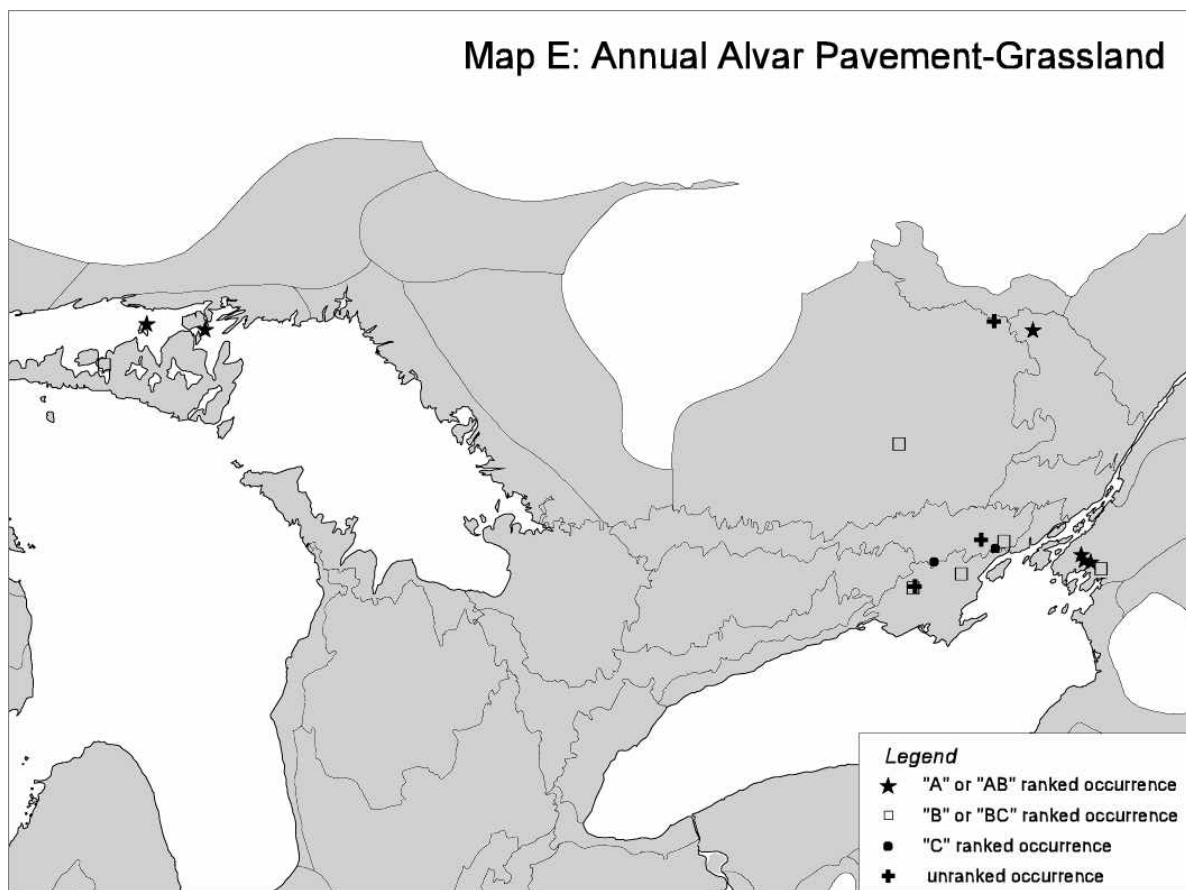 Map E: Annual Alvar Pavement-Grassland
Legend
"A" or "AB" ranked occurrence
"B" or "BC" ranked occurrence
"C" ranked occurrence
unranked occurrence